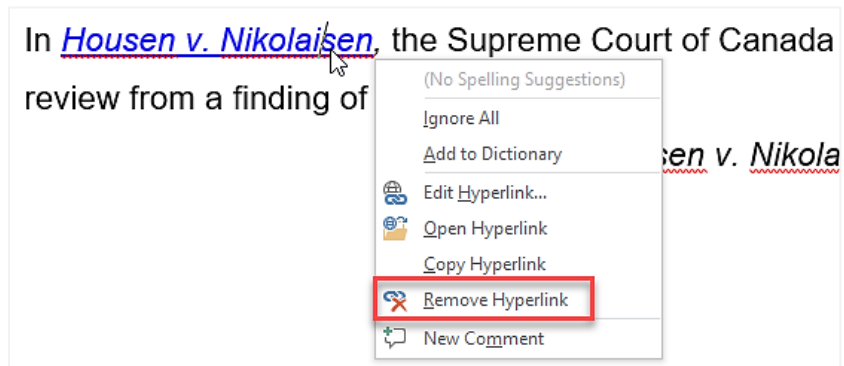 In Housen v. Nikolaisen, the Supreme Court of Canada
review from a finding of
sen v. Nikola
(No Spelling Suggestions)
Ignore All
Add to Dictionary
Edit Hyperlink...
Open Hyperlink
Copy Hyperlink
Remove Hyperlink
New Comment